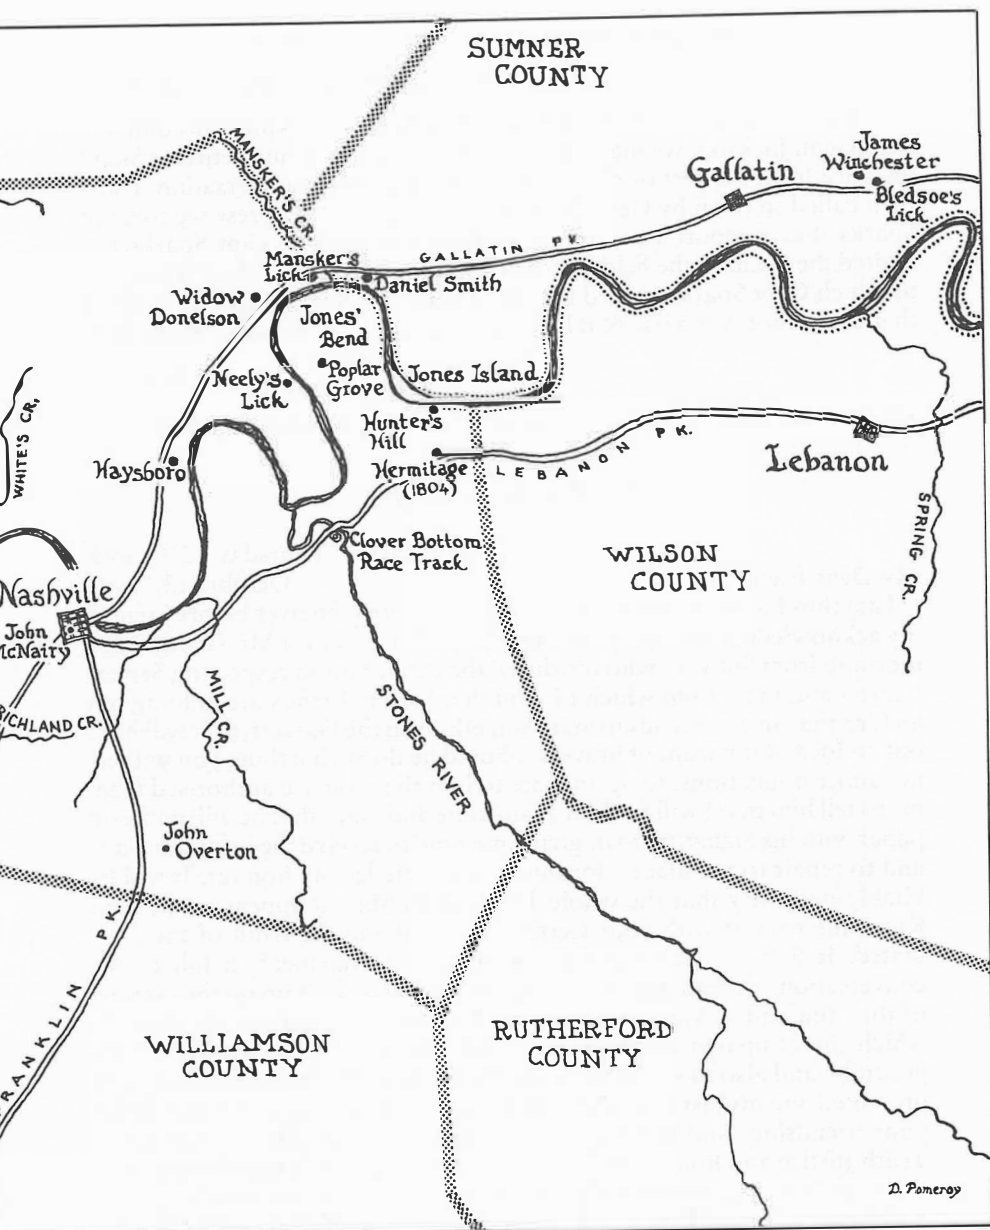 SUMNER
COUNTY
MANSKER'S CR.
James
Winchester
Gallatin
Bledsoe's
Lick
GALLATIN PK.
Mansker's
Lick
Daniel Smith
Widow
Donelson
Jones'
Bend
Poplar
Grove
Jones Island
Neely's
Lick
Hunter's
Hill
LEBANON PK.
Lebanon
WHITE'S CR.
Haysboro
Hermitage
(1804)
SPRING CR.
Clover Bottom
Race Track
WILSON
COUNTY
Nashville
John
McNairy
RICHLAND CR.
MILL CR.
STONES RIVER
John
Overton
FRANKLIN PK.
WILLIAMSON
COUNTY
RUTHERFORD
COUNTY
D. Pomeroy